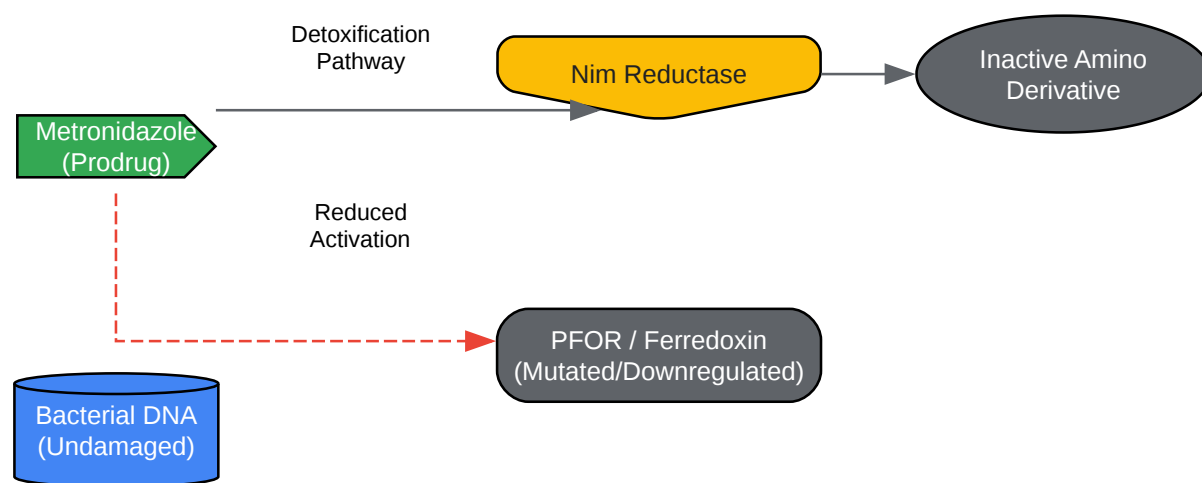 Detoxification
Pathway
Nim Reductase
Inactive Amino
Derivative
Metronidazole
(Prodrug)
Reduced
Activation
PFOR / Ferredoxin
(Mutated/Downregulated)
Bacterial DNA
(Undamaged)